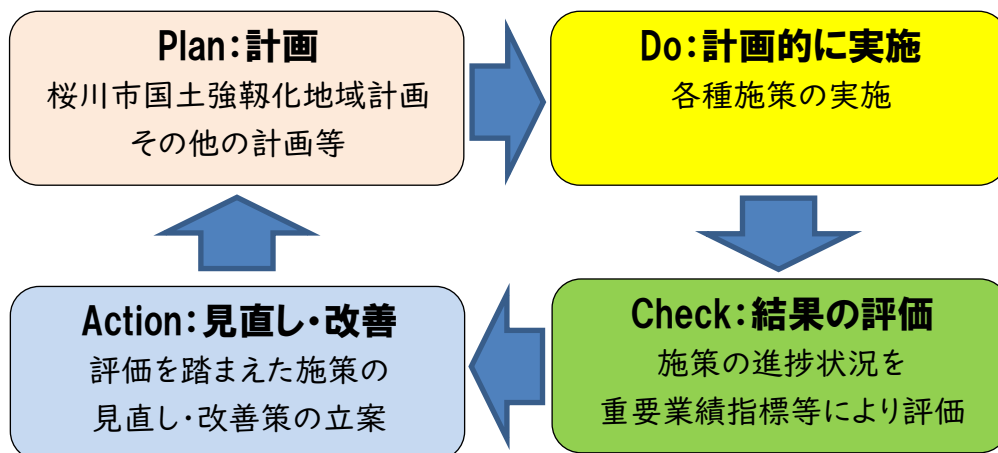 Plan：計画
桜川市国土強靱化地域計画
その他の計画等
Do：計画的に実施
各種施策の実施
Action：見直し・改善
評価を踏まえた施策の
見直し・改善策の立案
Check：結果の評価
施策の進捗状況を
重要業績指標等により評価